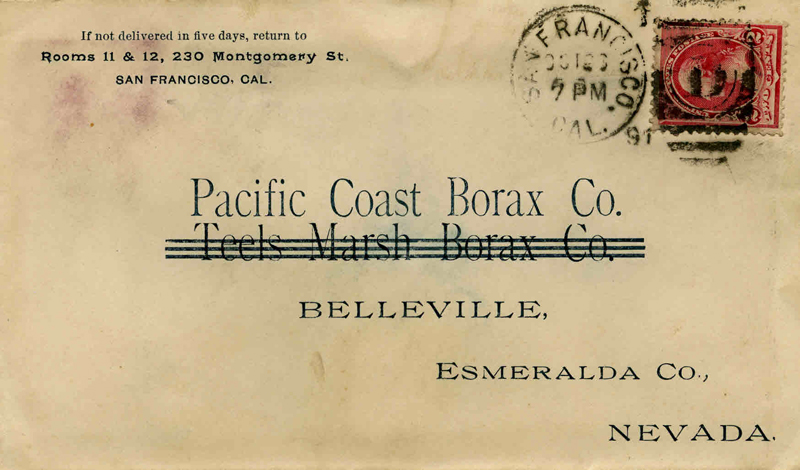 If not delivered in five days, return to
Rooms 11 & 12, 230 Montgomery St.
SAN FRANCISCO, CAL.
SAN FRANCISCO.
7 PM
CAL.
91
Pacific Coast Borax Co.
Teels Marsh Borax Co.
BELLEVILLE,
ESMERALDA CO.,
NEVADA.